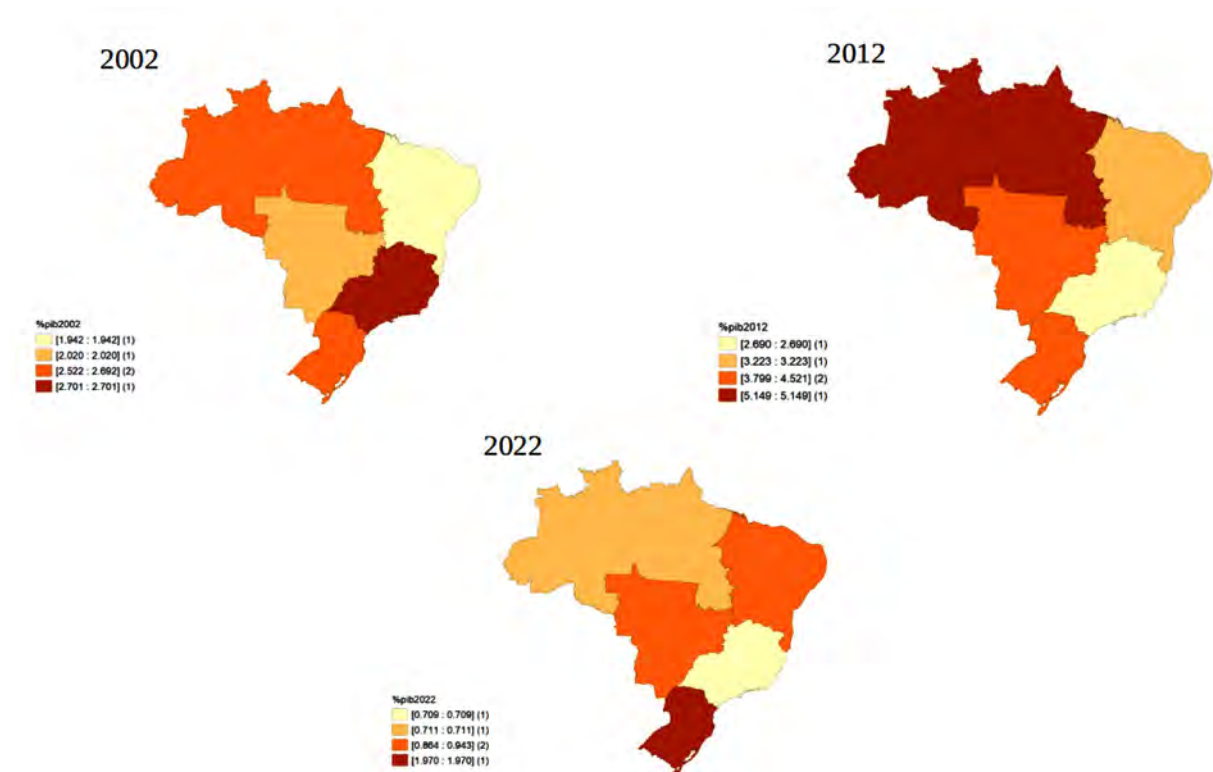 2002
%pib2002
[1.942 : 1.942] (1)
[2.020 : 2.020] (1)
[2.522 : 2.692] (2)
[2.701 : 2.701] (1)
2012
%pib2012
[2.690 : 2.690] (1)
[3.223 : 3.223] (1)
[3.799 : 4.521] (2)
[5.149 : 5.149] (1)
2022
%pib2022
[0.709 : 0.709] (1)
[0.711 : 0.711] (1)
[0.864 : 0.943] (2)
[1.970 : 1.970] (1)